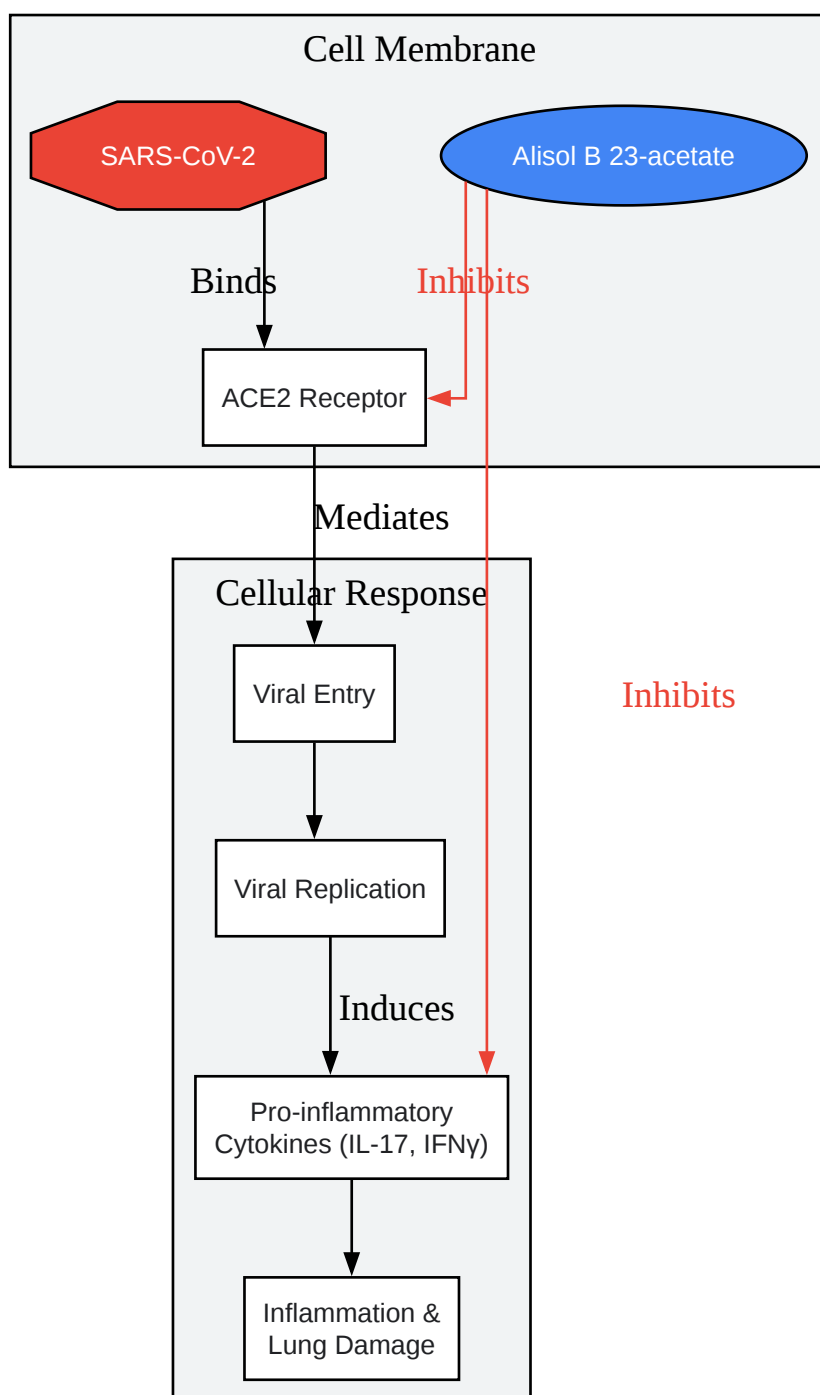 Cell Membrane
SARS-CoV-2
Alisol B 23-acetate
Binds
Inhibits
ACE2 Receptor
Mediates
Cellular Response
Viral Entry
Inhibits
Viral Replication
Induces
Pro-inflammatory
Cytokines (IL-17, IFNγ)
Inflammation &
Lung Damage